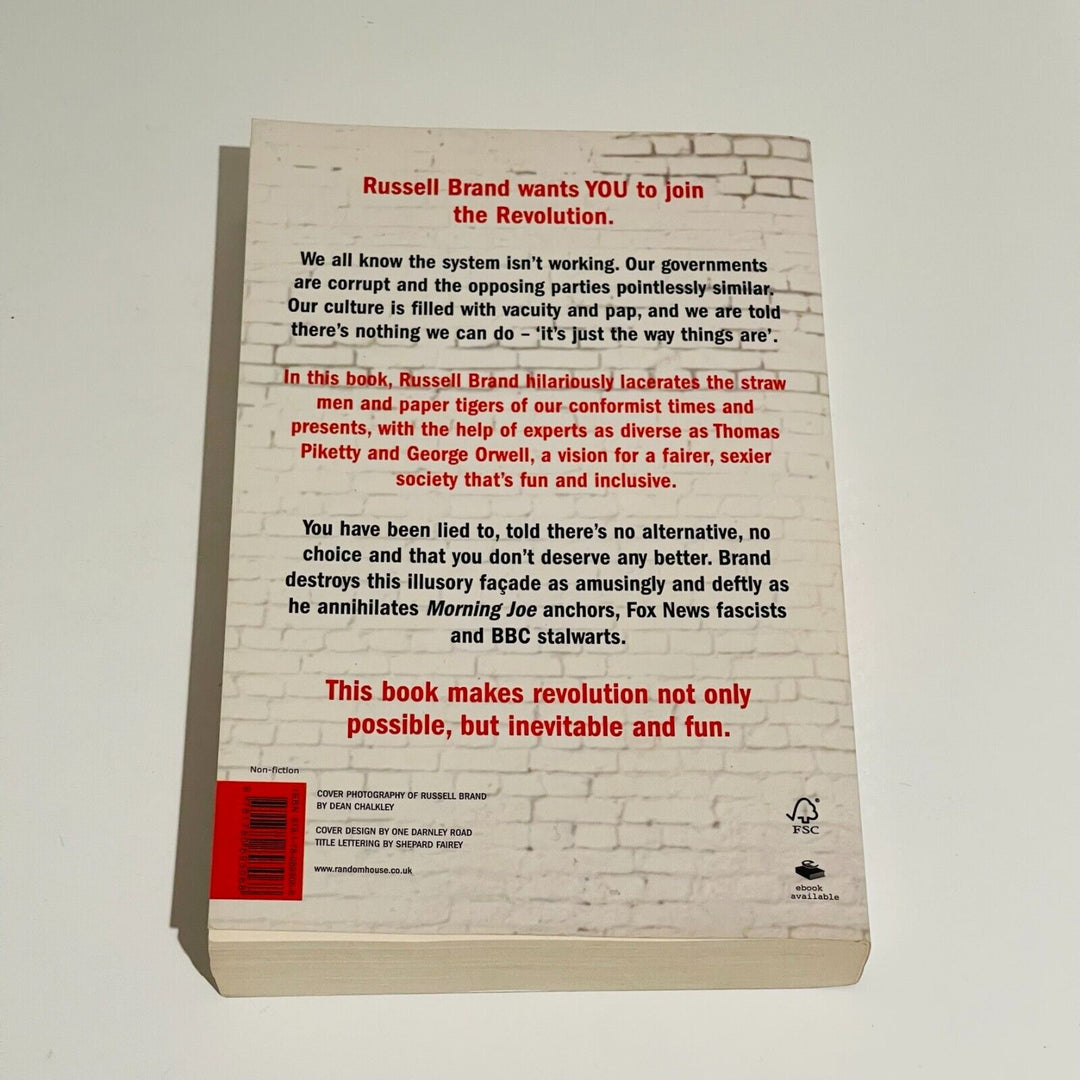 Russell Brand wants YOU to join
the Revolution.
We all know the system isn't working. Our governments
are corrupt and the opposing parties pointlessly similar.
Our culture is filled with vacuity and pap, and we are told
there's nothing we can do – 'it's just the way things are'.
In this book, Russell Brand hilariously lacerates the straw
men and paper tigers of our conformist times and
presents, with the help of experts as diverse as Thomas
Piketty and George Orwell, a vision for a fairer, sexier
society that's fun and inclusive.
You have been lied to, told there's no alternative, no
choice and that you don't deserve any better. Brand
destroys this illusory façade as amusingly and deftly as
he annihilates Morning Joe anchors, Fox News fascists
and BBC stalwarts.
This book makes revolution not only
possible, but inevitable and fun.
Non-fiction
COVER PHOTOGRAPHY OF RUSSELL BRAND
BY DEAN CHALKLEY
COVER DESIGN BY ONE DARNLEY ROAD
TITLE LETTERING BY SHEPARD FAIREY
www.randomhouse.co.uk
FSC
ebook
available